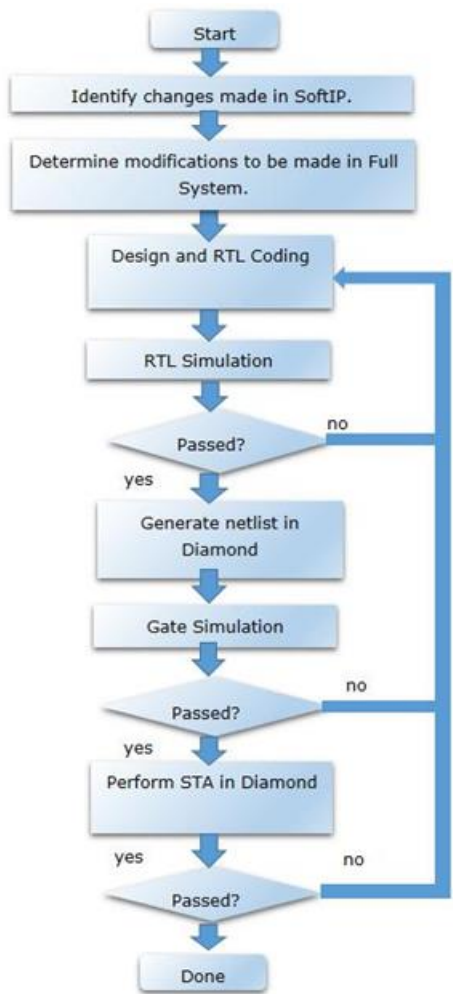 Start
Identify changes made in SoftIP.
Determine modifications to be made in Full
System.
Design and RTL Coding
RTL Simulation
no
Passed?
yes
Generate netlist in
Diamond
Gate Simulation
no
Passed?
yes
Perform STA in Diamond
yes
no
Passed?
Done